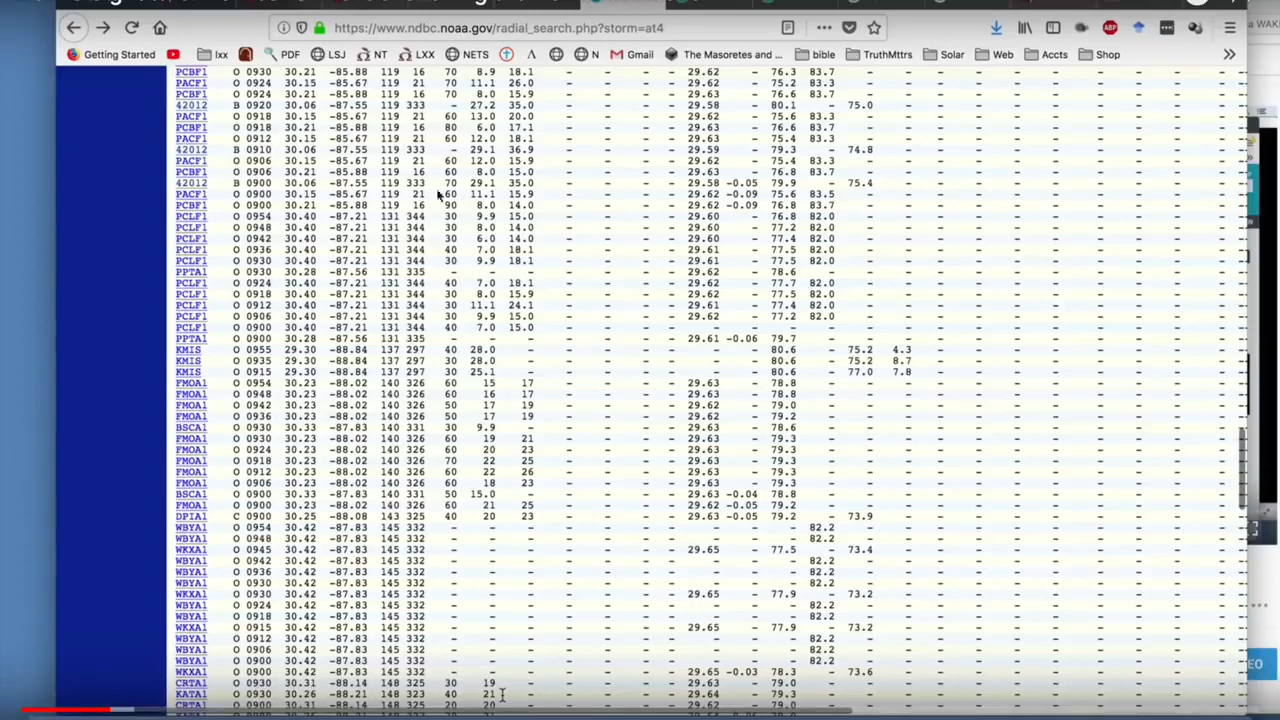 https://www.ndbc.noaa.gov/radial_search.php?storm=at4
Getting Started lxx PDF LSJ NT LXX NETS Λ N Gmail The Masoretes and ... bible TruthMttrs Solar Web Accts Shop
PCBF1 O 0930 30.21 -85.88 119 16 70 8.9 18.1 - - - - 29.62 - 76.3 83.7 - - - - - - - - - -
PACF1 O 0924 30.15 -85.67 119 21 70 11.1 26.0 - - - - 29.62 - 75.2 83.3 - - - - - - - - - -
PCBF1 O 0924 30.21 -85.88 119 16 70 8.0 15.9 - - - - 29.63 - 76.6 83.7 - - - - - - - - - -
42012 B 0920 30.06 -87.55 119 333 - 27.2 35.0 - - - - 29.58 - 80.1 - 75.0 - - - - - - - - -
PACF1 O 0918 30.15 -85.67 119 21 60 13.0 20.0 - - - - 29.62 - 75.6 83.3 - - - - - - - - - -
PCBF1 O 0918 30.21 -85.88 119 16 80 6.0 17.1 - - - - 29.63 - 76.6 83.7 - - - - - - - - - -
PACF1 O 0912 30.15 -85.67 119 21 60 12.0 18.1 - - - - 29.63 - 75.4 83.3 - - - - - - - - - -
42012 B 0910 30.06 -87.55 119 333 - 29.1 36.9 - - - - 29.59 - 79.3 - 74.8 - - - - - - - - -
PACF1 O 0906 30.15 -85.67 119 21 60 12.0 15.9 - - - - 29.62 - 75.4 83.3 - - - - - - - - - -
PCBF1 O 0906 30.21 -85.88 119 16 60 8.0 15.0 - - - - 29.63 - 76.8 83.7 - - - - - - - - - -
42012 B 0900 30.06 -87.55 119 333 70 29.1 35.0 - - - - 29.58 -0.05 79.9 - 75.4 - - - - - - - - -
PACF1 O 0900 30.15 -85.67 119 21 60 11.1 15.9 - - - - 29.62 -0.09 75.6 83.5 - - - - - - - - - -
PCBF1 O 0900 30.21 -85.88 119 16 90 8.0 14.0 - - - - 29.62 -0.09 76.8 83.7 - - - - - - - - - -
PCLF1 O 0954 30.40 -87.21 131 344 30 9.9 15.0 - - - - 29.60 - 76.8 82.0 - - - - - - - - - -
PCLF1 O 0948 30.40 -87.21 131 344 30 8.0 14.0 - - - - 29.60 - 77.2 82.0 - - - - - - - - - -
PCLF1 O 0942 30.40 -87.21 131 344 30 6.0 14.0 - - - - 29.60 - 77.4 82.0 - - - - - - - - - -
PCLF1 O 0936 30.40 -87.21 131 344 40 7.0 18.1 - - - - 29.61 - 77.5 82.0 - - - - - - - - - -
PCLF1 O 0930 30.40 -87.21 131 344 30 9.9 18.1 - - - - 29.61 - 77.5 82.0 - - - - - - - - - -
PPTA1 O 0930 30.28 -87.56 131 335 - - - - - - - 29.62 - 78.6 - - - - - - - - - - -
PCLF1 O 0924 30.40 -87.21 131 344 40 7.0 18.1 - - - - 29.62 - 77.7 82.0 - - - - - - - - - -
PCLF1 O 0918 30.40 -87.21 131 344 30 8.0 15.9 - - - - 29.62 - 77.5 82.0 - - - - - - - - - -
PCLF1 O 0912 30.40 -87.21 131 344 30 11.1 24.1 - - - - 29.61 - 77.4 82.0 - - - - - - - - - -
PCLF1 O 0906 30.40 -87.21 131 344 30 9.9 15.0 - - - - 29.62 - 77.2 82.0 - - - - - - - - - -
PCLF1 O 0900 30.40 -87.21 131 344 40 7.0 15.0 - - - - - - - - - - - - - - - - - -
PPTA1 O 0900 30.28 -87.56 131 335 - - - - - - - 29.61 -0.06 79.7 - - - - - - - - - - -
KMIS O 0955 29.30 -88.84 137 297 40 28.0 - - - - - - - 80.6 - 75.2 4.3 - - - - - - - -
KMIS O 0935 29.30 -88.84 137 297 30 28.0 - - - - - - - 80.6 - 75.2 8.7 - - - - - - - -
KMIS O 0915 29.30 -88.84 137 297 30 25.1 - - - - - - - 80.6 - 77.0 7.8 - - - - - - - -
FMOA1 O 0954 30.23 -88.02 140 326 60 15 17 - - - - 29.63 - 78.8 - - - - - - - - - - -
FMOA1 O 0948 30.23 -88.02 140 326 60 16 17 - - - - 29.63 - 78.8 - - - - - - - - - - -
FMOA1 O 0942 30.23 -88.02 140 326 50 17 19 - - - - 29.62 - 79.0 - - - - - - - - - - -
FMOA1 O 0936 30.23 -88.02 140 326 50 17 19 - - - - 29.62 - 79.2 - - - - - - - - - - -
BSCA1 O 0930 30.33 -87.83 140 331 30 9.9 - - - - - 29.63 - 78.6 - - - - - - - - - - -
FMOA1 O 0930 30.23 -88.02 140 326 60 19 21 - - - - 29.63 - 79.3 - - - - - - - - - - -
FMOA1 O 0924 30.23 -88.02 140 326 60 20 23 - - - - 29.63 - 79.3 - - - - - - - - - - -
FMOA1 O 0918 30.23 -88.02 140 326 70 22 25 - - - - 29.63 - 79.3 - - - - - - - - - - -
FMOA1 O 0912 30.23 -88.02 140 326 60 22 26 - - - - 29.63 - 79.3 - - - - - - - - - - -
FMOA1 O 0906 30.23 -88.02 140 326 60 18 23 - - - - 29.63 - 79.3 - - - - - - - - - - -
BSCA1 O 0900 30.33 -87.83 140 331 50 15.0 - - - - - 29.63 -0.04 78.8 - - - - - - - - - - -
FMOA1 O 0900 30.23 -88.02 140 326 60 21 25 - - - - 29.62 -0.05 79.2 - - - - - - - - - - -
DPIA1 O 0900 30.25 -88.08 143 325 40 20 23 - - - - 29.63 -0.05 79.2 - 73.9 - - - - - - - - -
WBYA1 O 0954 30.42 -87.83 145 332 - - - - - - - - - - 82.2 - - - - - - - - - -
WBYA1 O 0948 30.42 -87.83 145 332 - - - - - - - - - - 82.2 - - - - - - - - - -
WKXA1 O 0945 30.42 -87.83 145 332 - - - - - - - 29.65 - 77.5 - 73.4 - - - - - - - - -
WBYA1 O 0942 30.42 -87.83 145 332 - - - - - - - - - - 82.2 - - - - - - - - - -
WBYA1 O 0936 30.42 -87.83 145 332 - - - - - - - - - - 82.2 - - - - - - - - - -
WBYA1 O 0930 30.42 -87.83 145 332 - - - - - - - - - - 82.2 - - - - - - - - - -
WKXA1 O 0930 30.42 -87.83 145 332 - - - - - - - 29.65 - 77.9 - 73.2 - - - - - - - - -
WBYA1 O 0924 30.42 -87.83 145 332 - - - - - - - - - - 82.2 - - - - - - - - - -
WBYA1 O 0918 30.42 -87.83 145 332 - - - - - - - - - - 82.2 - - - - - - - - - -
WKXA1 O 0915 30.42 -87.83 145 332 - - - - - - - 29.65 - 77.9 - 73.2 - - - - - - - - -
WBYA1 O 0912 30.42 -87.83 145 332 - - - - - - - - - - 82.2 - - - - - - - - - -
WBYA1 O 0906 30.42 -87.83 145 332 - - - - - - - - - - 82.2 - - - - - - - - - -
WBYA1 O 0900 30.42 -87.83 145 332 - - - - - - - - - - 82.2 - - - - - - - - - -
WKXA1 O 0900 30.42 -87.83 145 332 - - - - - - - 29.65 -0.03 78.3 - 73.6 - - - - - - - - -
CRTA1 O 0930 30.31 -88.14 148 325 30 19 - - - - - 29.63 - 79.0 - - - - - - - - - - -
KATA1 O 0930 30.26 -88.21 148 323 40 21 - - - - - 29.64 - 79.3 - - - - - - - - - - -
CRTA1 O 0900 30.31 -88.14 148 325 20 20